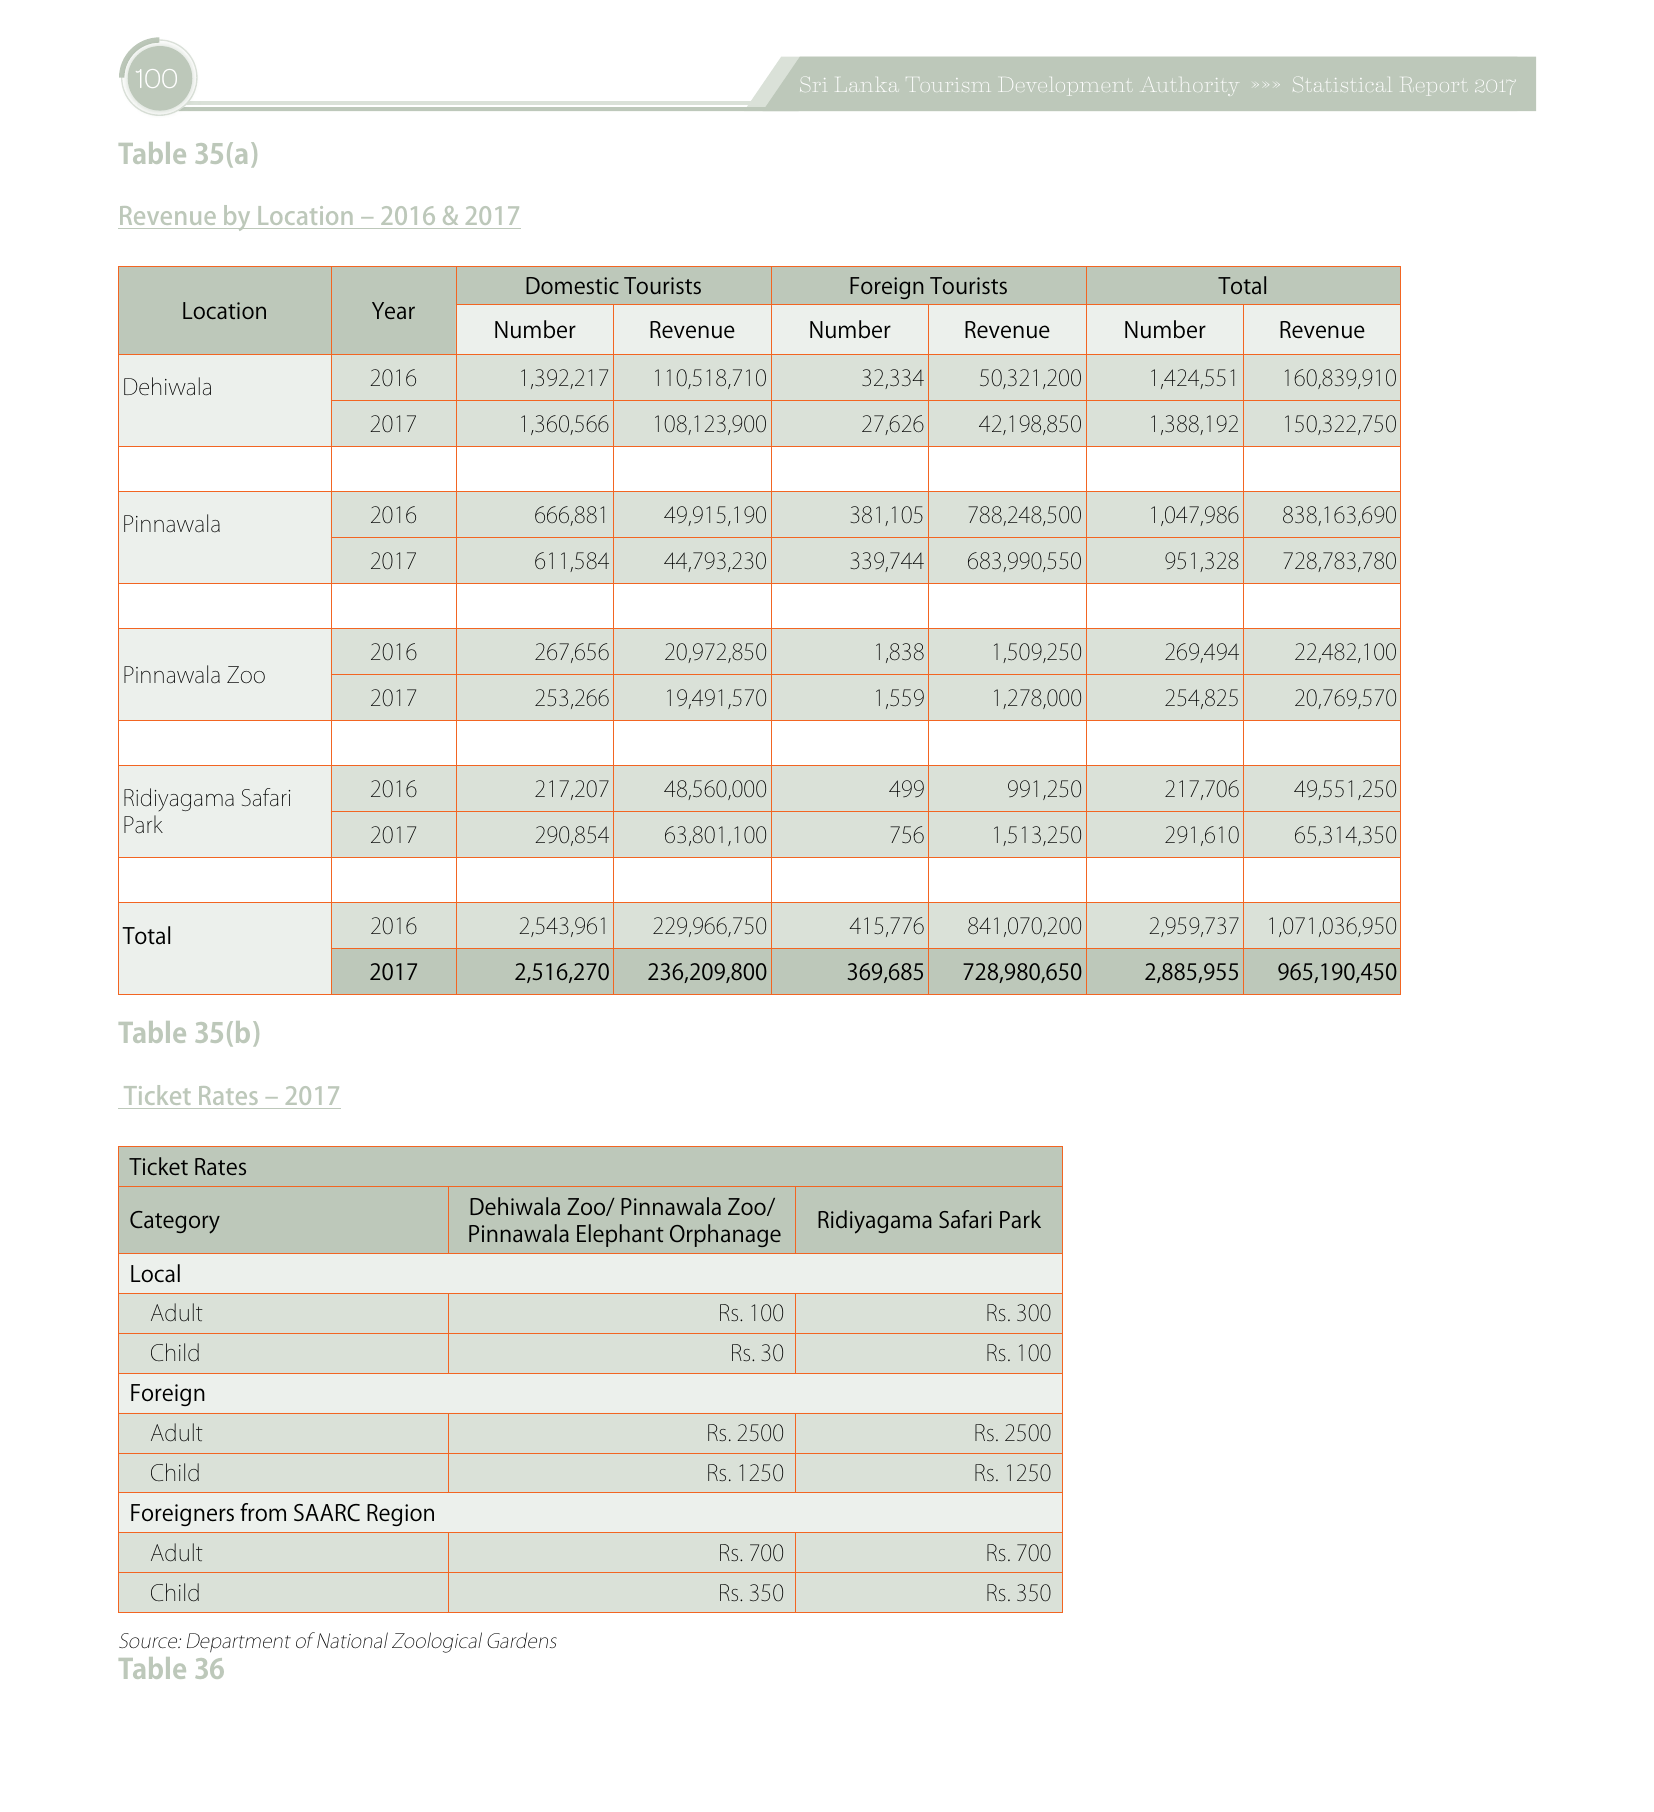 100
Sri Lanka Tourism Development Authority »»» Statistical Report 2017
Table 35(a)
Revenue by Location – 2016 & 2017
Location Year Domestic Tourists Foreign Tourists Total
Number Revenue Number Revenue Number Revenue
Dehiwala 2016 1,392,217 110,518,710 32,334 50,321,200 1,424,551 160,839,910
2017 1,360,566 108,123,900 27,626 42,198,850 1,388,192 150,322,750
Pinnawala 2016 666,881 49,915,190 381,105 788,248,500 1,047,986 838,163,690
2017 611,584 44,793,230 339,744 683,990,550 951,328 728,783,780
Pinnawala Zoo 2016 267,656 20,972,850 1,838 1,509,250 269,494 22,482,100
2017 253,266 19,491,570 1,559 1,278,000 254,825 20,769,570
Ridiyagama Safari Park 2016 217,207 48,560,000 499 991,250 217,706 49,551,250
2017 290,854 63,801,100 756 1,513,250 291,610 65,314,350
Total 2016 2,543,961 229,966,750 415,776 841,070,200 2,959,737 1,071,036,950
2017 2,516,270 236,209,800 369,685 728,980,650 2,885,955 965,190,450
Table 35(b)
Ticket Rates – 2017
Ticket Rates
Category Dehiwala Zoo/ Pinnawala Zoo/ Pinnawala Elephant Orphanage Ridiyagama Safari Park
Local
Adult Rs. 100 Rs. 300
Child Rs. 30 Rs. 100
Foreign
Adult Rs. 2500 Rs. 2500
Child Rs. 1250 Rs. 1250
Foreigners from SAARC Region
Adult Rs. 700 Rs. 700
Child Rs. 350 Rs. 350
Source: Department of National Zoological Gardens
Table 36